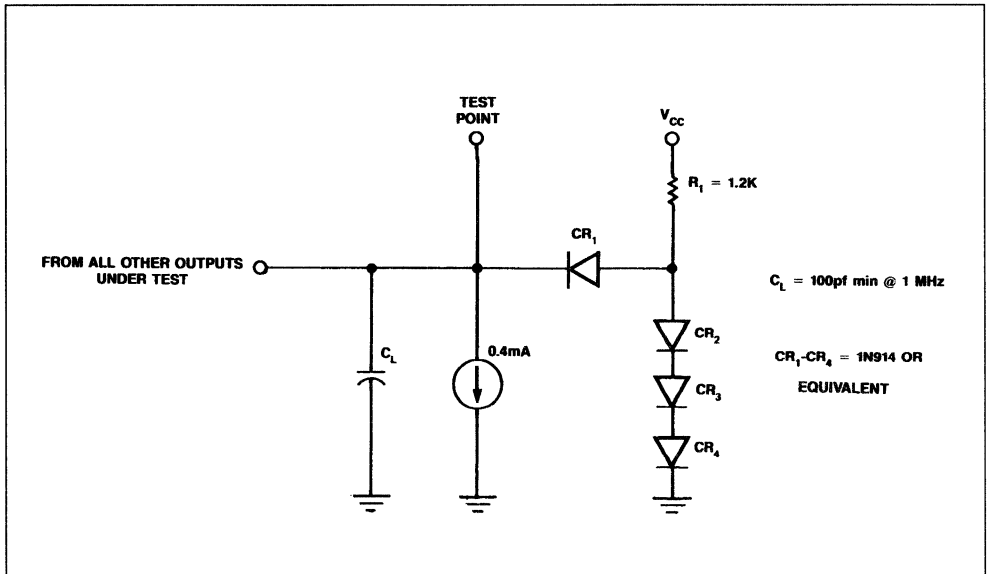 TEST
POINT
V_CC
R_1 = 1.2K
CR_1
FROM ALL OTHER OUTPUTS
UNDER TEST
C_L = 100pf min @ 1 MHz
CR_2
C_L
0.4mA
CR_1-CR_4 = 1N914 OR
EQUIVALENT
CR_3
CR_4